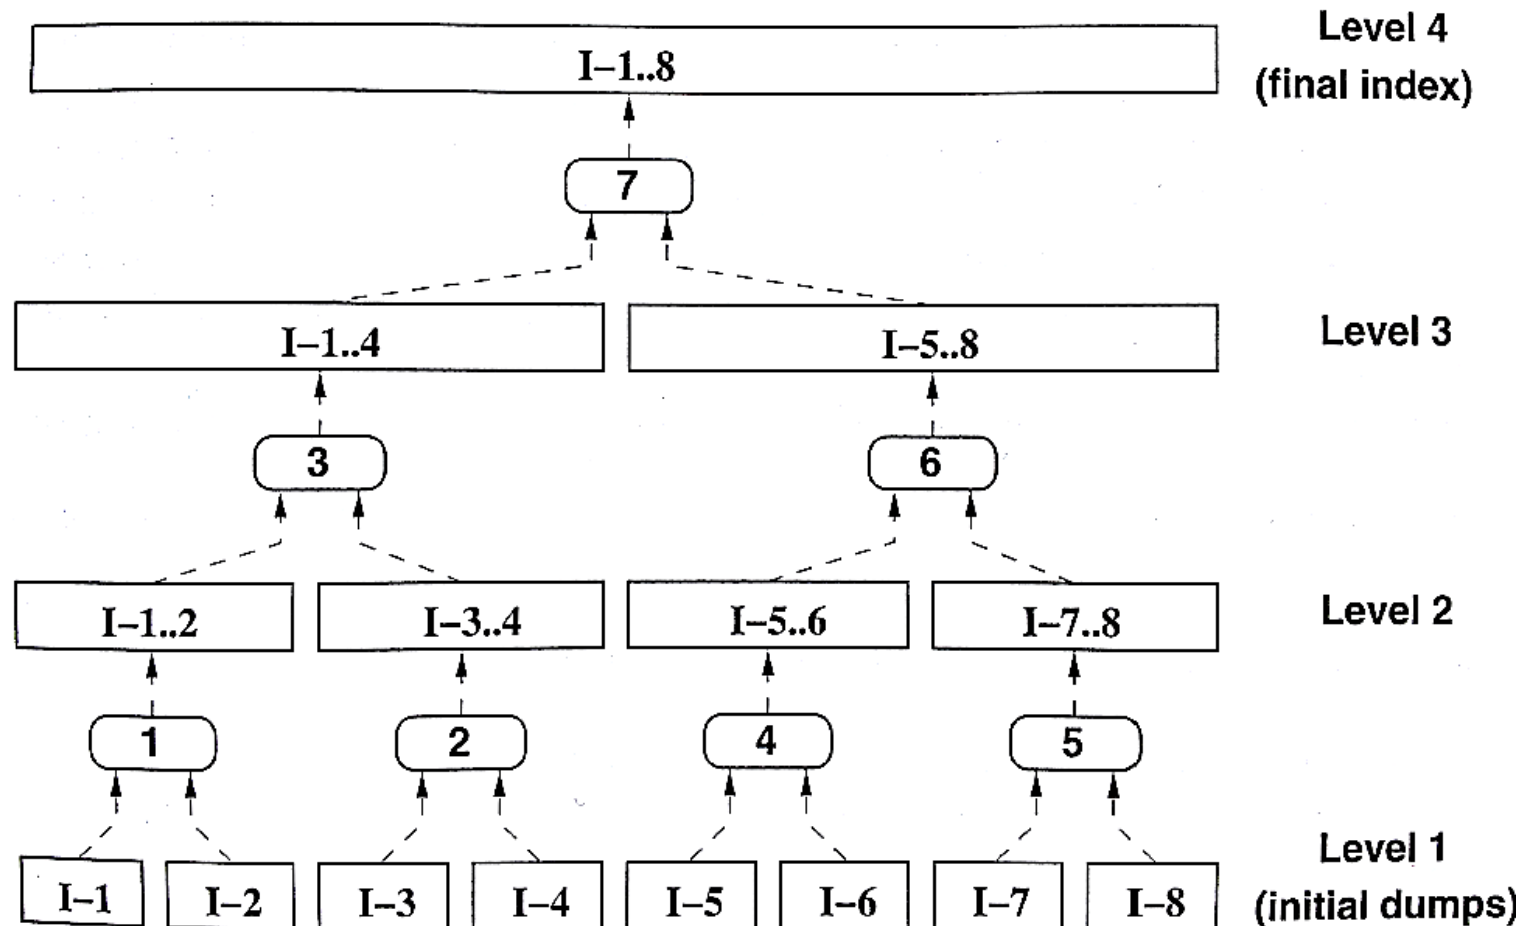 Level 4
I–1..8
(final index)
7
I–1..4
I–5..8
Level 3
3
6
I–1..2
I–3..4
I–5..6
I–7..8
Level 2
1
2
4
5
Level 1
I–1
I–2
I–3
I–4
I–5
I–6
I–7
I–8
(initial dumps)